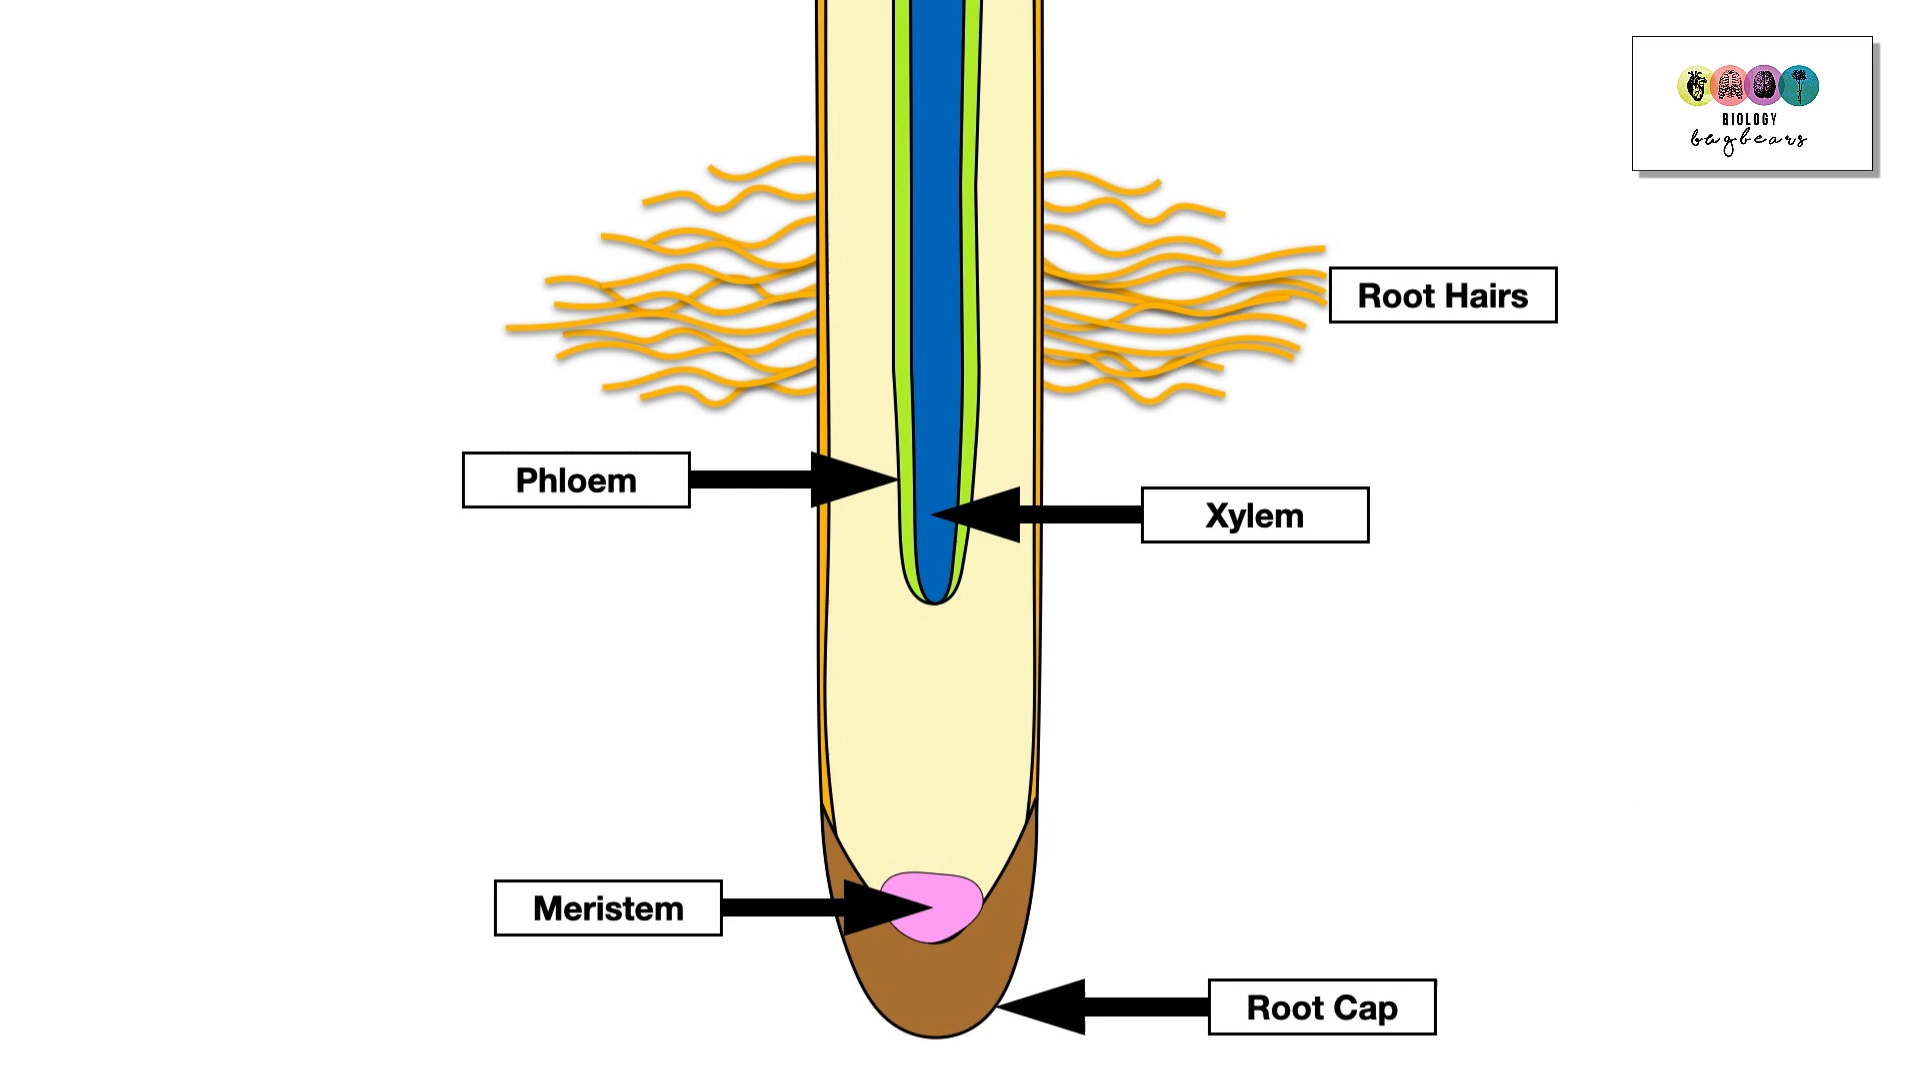 BIOLOGY
bugbears
Root Hairs
Phloem
Xylem
Meristem
Root Cap